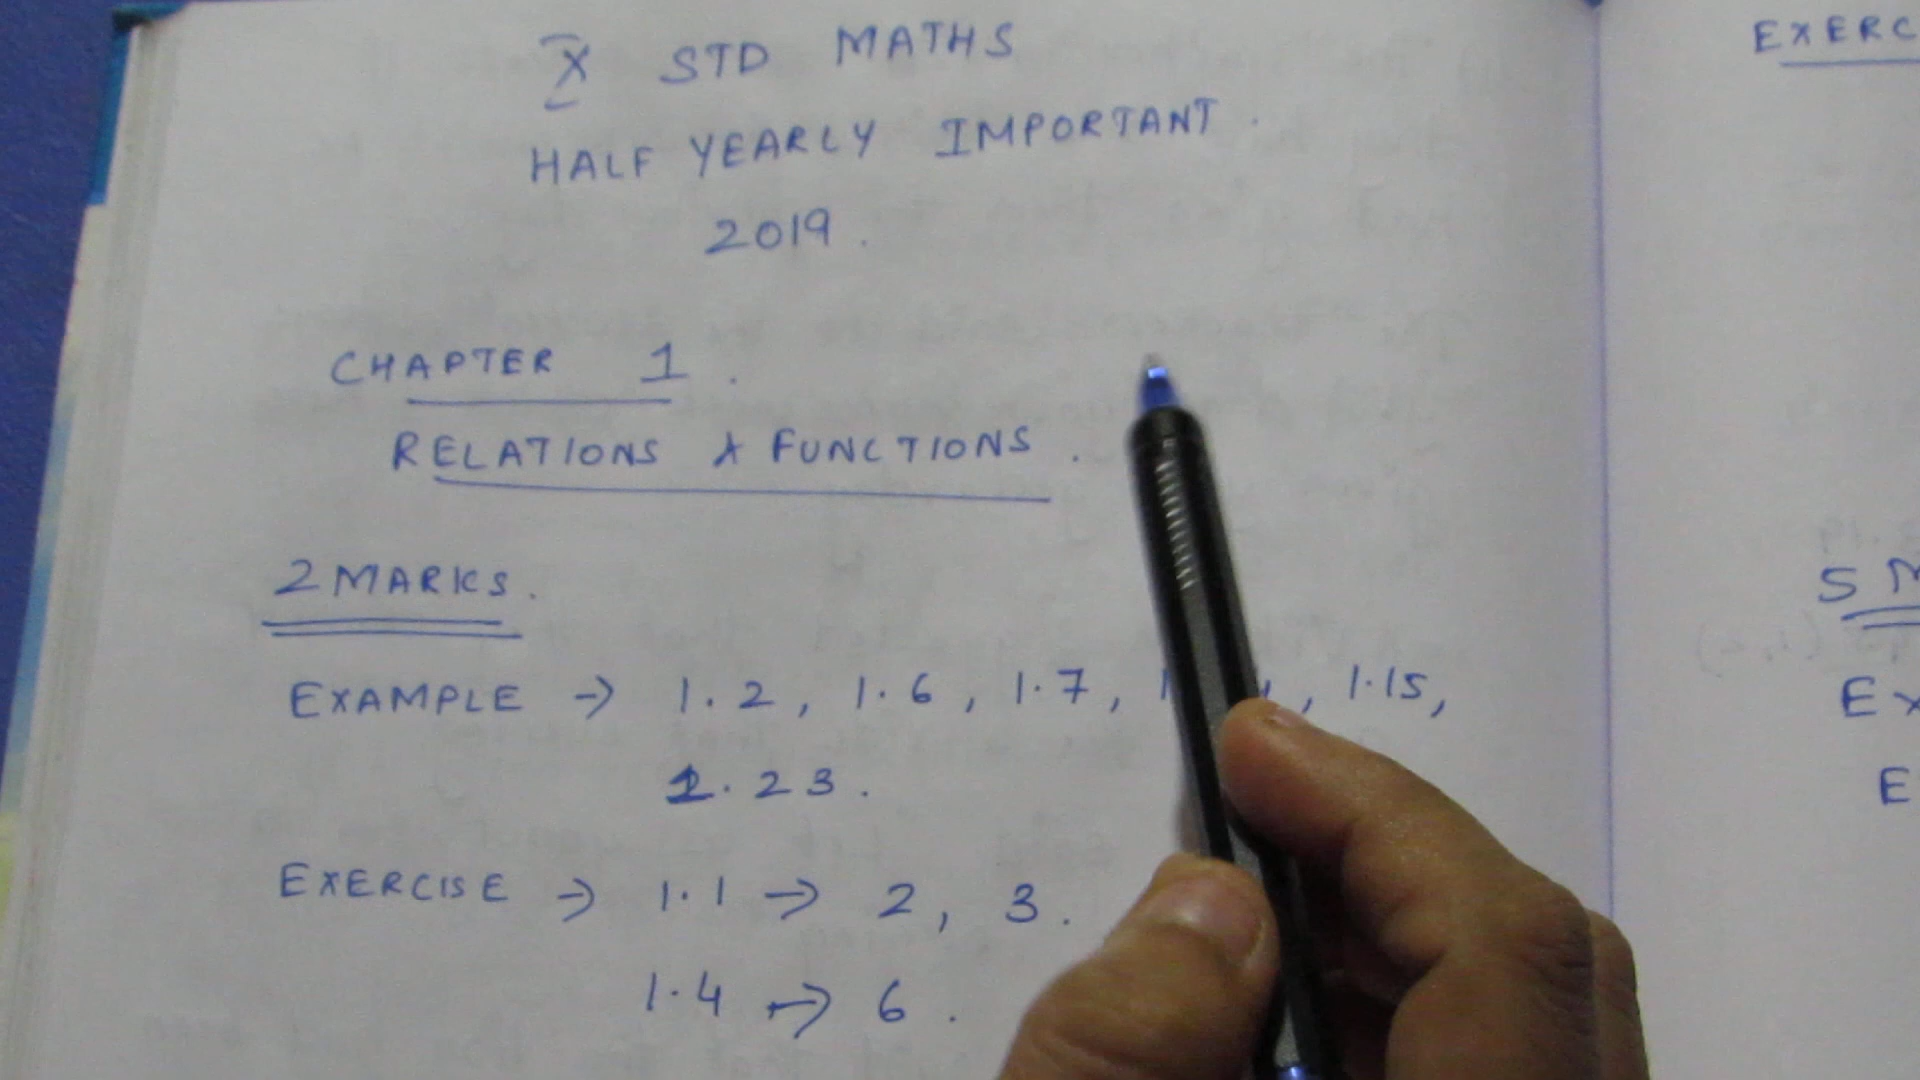 X STD MATHS
HALF YEARLY IMPORTANT.
2019.
CHAPTER 1.
RELATIONS & FUNCTIONS.
2 MARKS.
EXAMPLE → 1.2, 1.6, 1.7, 1.15,
1.23.
EXERCISE → 1.1 → 2, 3.
1.4 → 6.
EXERC
5 M
EX
E